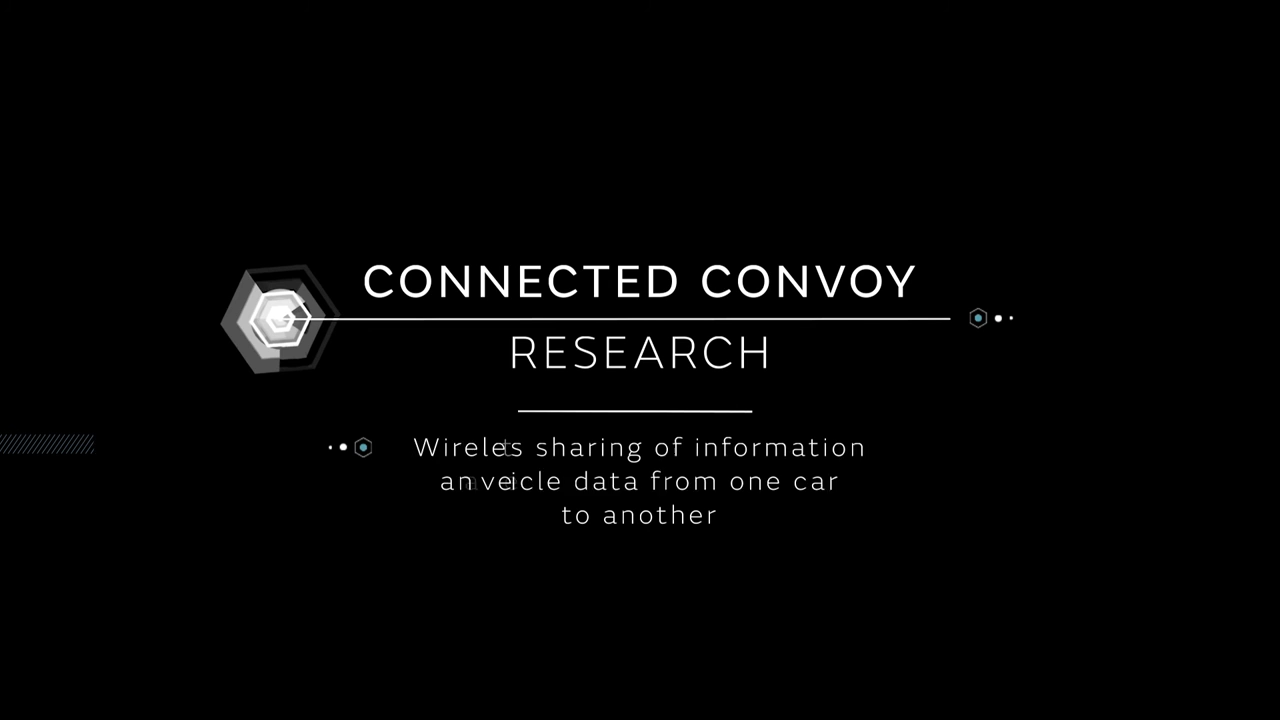 CONNECTED CONVOY
RESEARCH
sharing of information
data from one car
to another